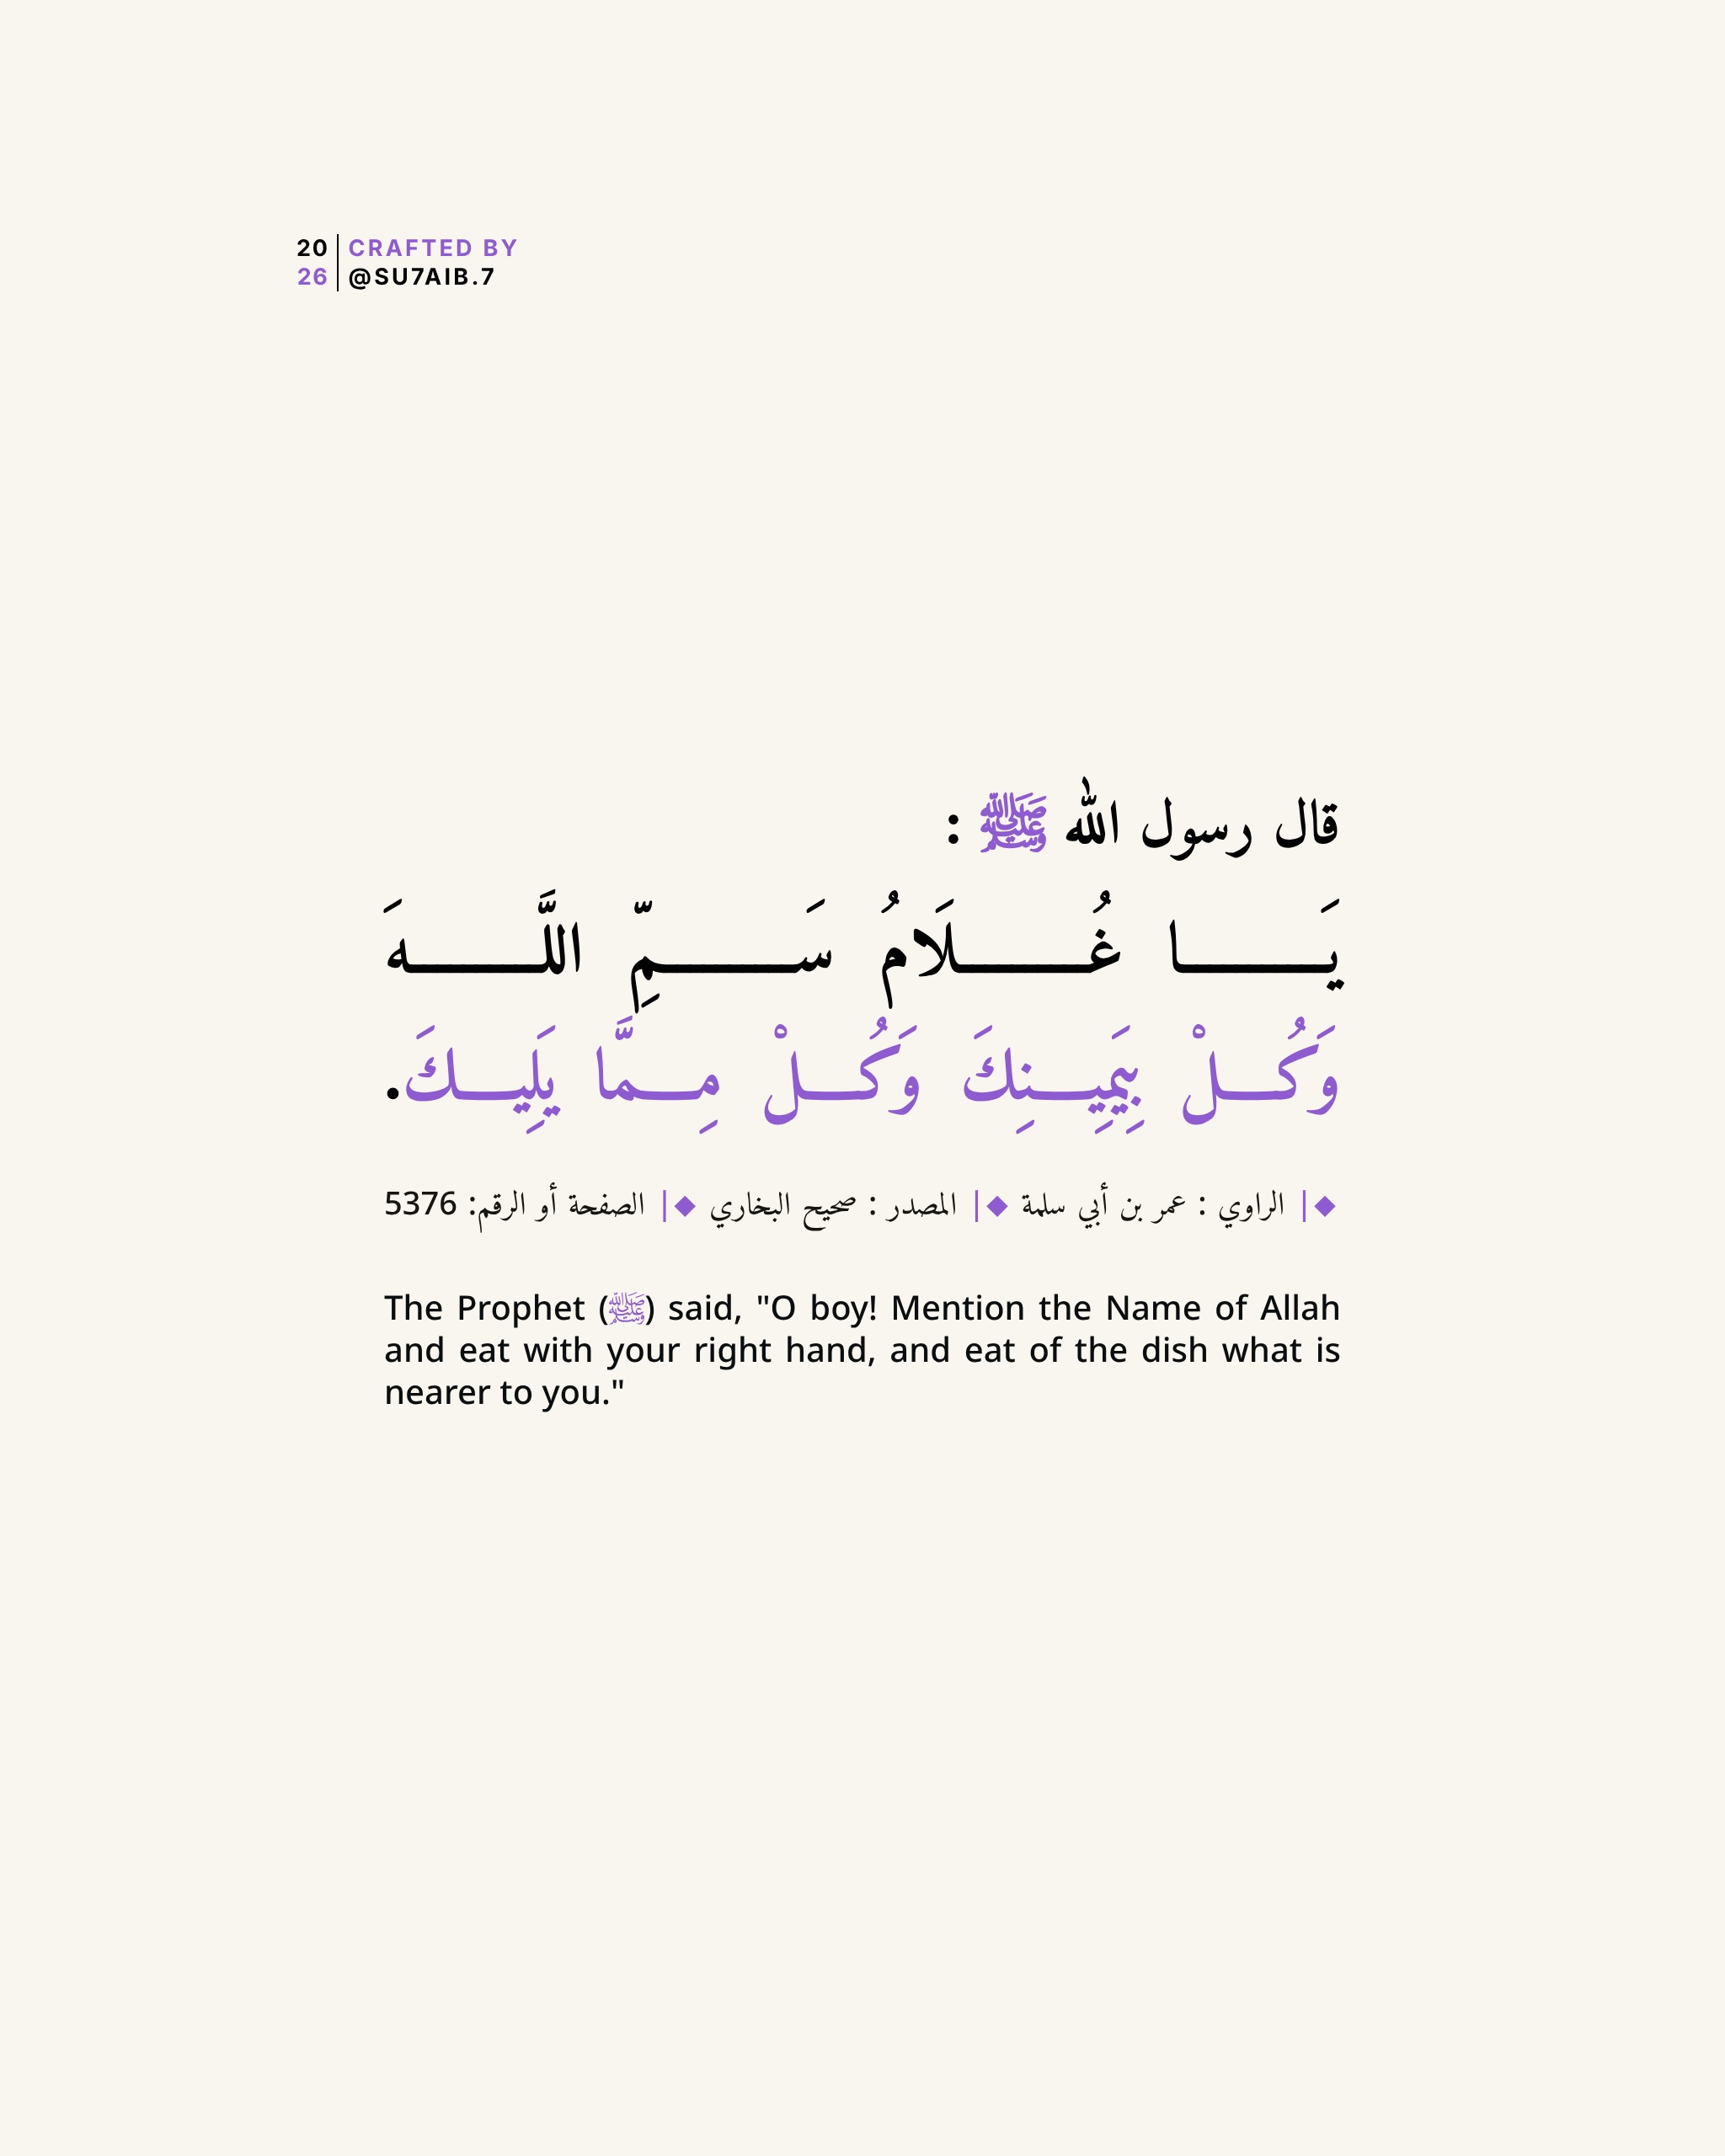 20 | CRAFTED BY
26 | @SU7AIB.7
قال رسول الله ﷺ :
يَـــــا غُـــــلَامُ سَـــــمِّ اللَّـــــهَ
وَكُـــلْ بِيَمِيـــنِكَ وَكُـــلْ مِـــمَّا يَلِيـــكَ.
◆| الراوي : عمر بن أبي سلمة ◆| المصدر : صحيح البخاري ◆| الصفحة أو الرقم: 5376
The Prophet (ﷺ) said, "O boy! Mention the Name of Allah
and eat with your right hand, and eat of the dish what is
nearer to you."